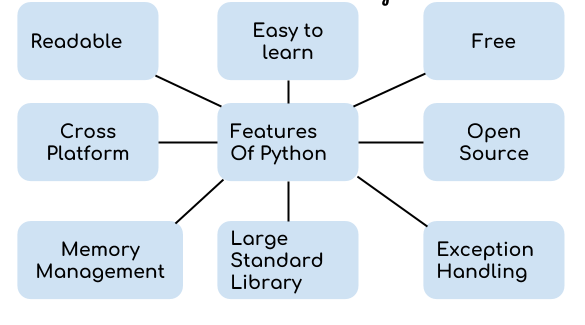 Readable
Easy to
learn
Free
Cross
Platform
Features
Of Python
Open
Source
Memory
Management
Large
Standard
Library
Exception
Handling